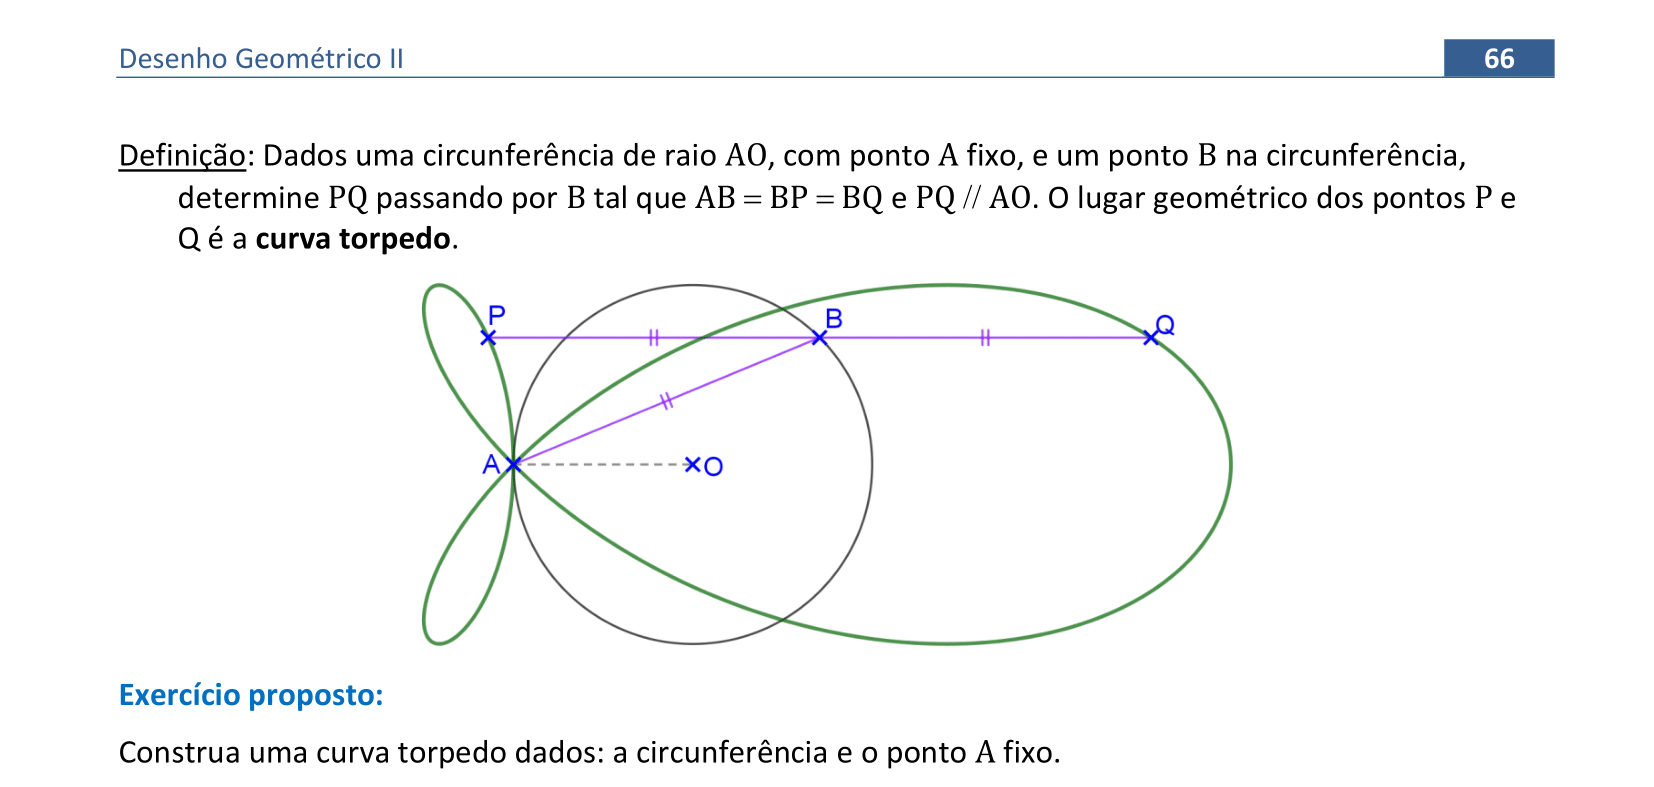 Desenho Geométrico II
66
Definição: Dados uma circunferência de raio AO, com ponto A fixo, e um ponto B na circunferência,
determine PQ passando por B tal que AB = BP = BQ e PQ // AO. O lugar geométrico dos pontos P e
Q é a curva torpedo.
P
B
Q
A
O
Exercício proposto:
Construa uma curva torpedo dados: a circunferência e o ponto A fixo.